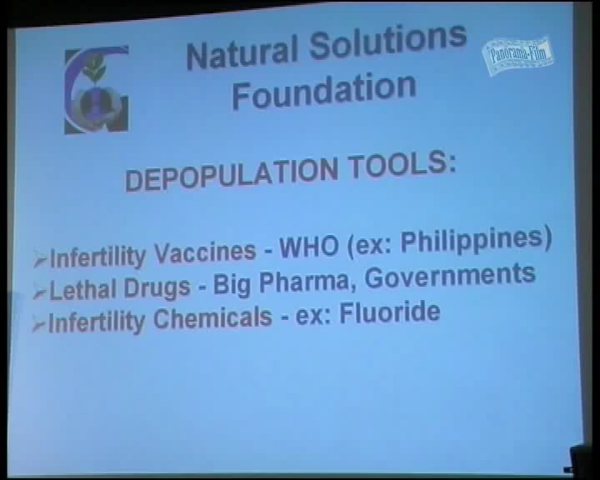 Natural Solutions
Panorama-Film
Foundation
DEPOPULATION TOOLS:
Infertility Vaccines - WHO (ex: Philippines)
Lethal Drugs - Big Pharma, Governments
Infertility Chemicals - ex: Fluoride